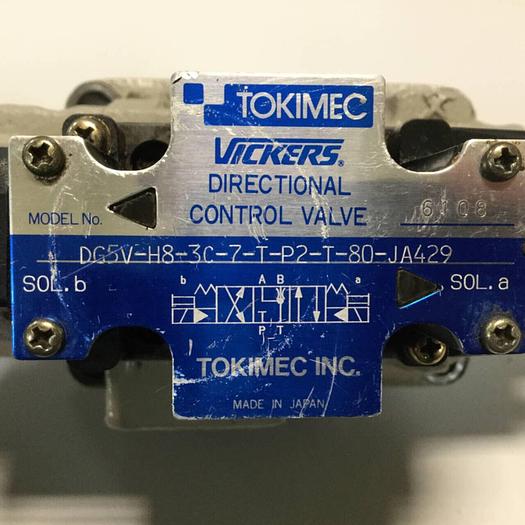 TOKIMEC
VICKERS®
DIRECTIONAL
CONTROL VALVE
MODEL No.
6108
DG5V-H8-3C-7-T-P2-T-80-JA429
SOL.b
SOL.a
b
A B
a
P T
TOKIMEC INC.
MADE IN JAPAN